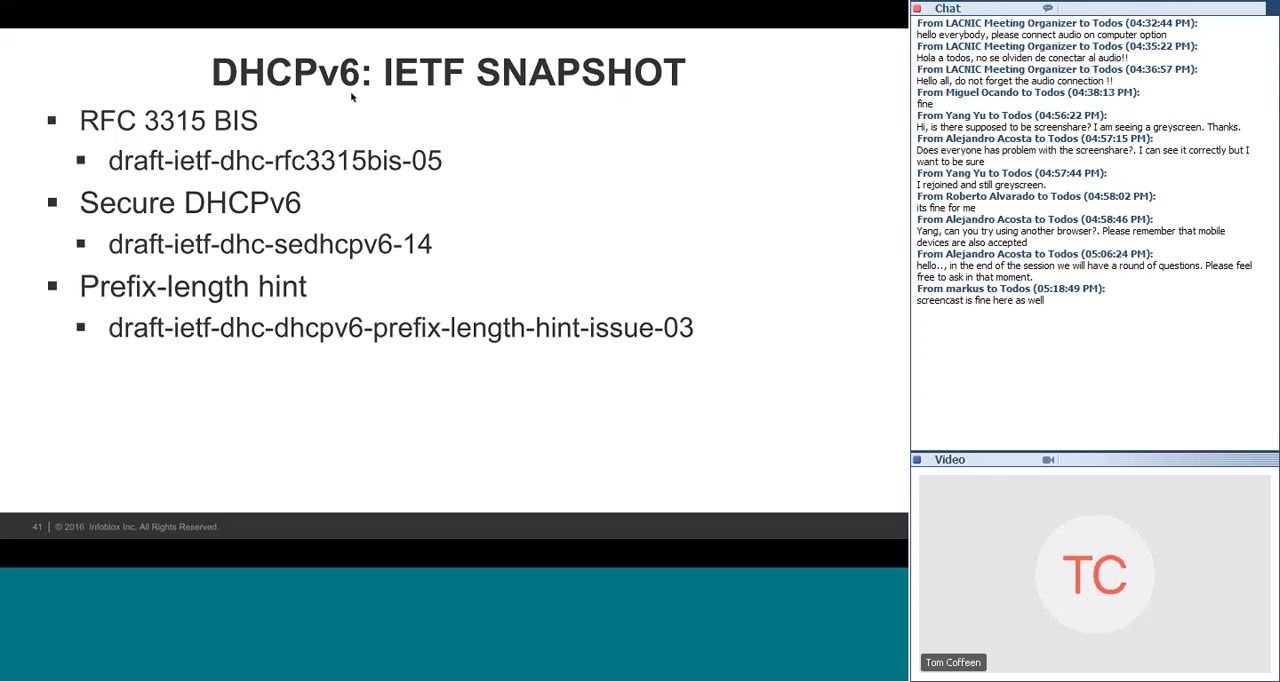 DHCPv6: IETF SNAPSHOT
▪ RFC 3315 BIS
▪ draft-ietf-dhc-rfc3315bis-05
▪ Secure DHCPv6
▪ draft-ietf-dhc-sedhcpv6-14
▪ Prefix-length hint
▪ draft-ietf-dhc-dhcpv6-prefix-length-hint-issue-03
41 | © 2016 Infoblox Inc. All Rights Reserved.
Chat
From LACNIC Meeting Organizer to Todos (04:32:44 PM):
hello everybody, please connect audio on computer option
From LACNIC Meeting Organizer to Todos (04:35:22 PM):
Hola a todos, no se olviden de conectar al audio!!
From LACNIC Meeting Organizer to Todos (04:36:57 PM):
Hello all, do not forget the audio connection !!
From Miguel Ocando to Todos (04:38:13 PM):
fine
From Yang Yu to Todos (04:56:22 PM):
Hi, is there supposed to be screenshare? I am seeing a greyscreen. Thanks.
From Alejandro Acosta to Todos (04:57:15 PM):
Does everyone has problem with the screenshare?. I can see it correctly but I
want to be sure
From Yang Yu to Todos (04:57:44 PM):
I rejoined and still greyscreen.
From Roberto Alvarado to Todos (04:58:02 PM):
its fine for me
From Alejandro Acosta to Todos (04:58:46 PM):
Yang, can you try using another browser?. Please remember that mobile
devices are also accepted
From Alejandro Acosta to Todos (05:06:24 PM):
hello.., in the end of the session we will have a round of questions. Please feel
free to ask in that moment.
From markus to Todos (05:18:49 PM):
screencast is fine here as well
Video
TC
Tom Coffeen